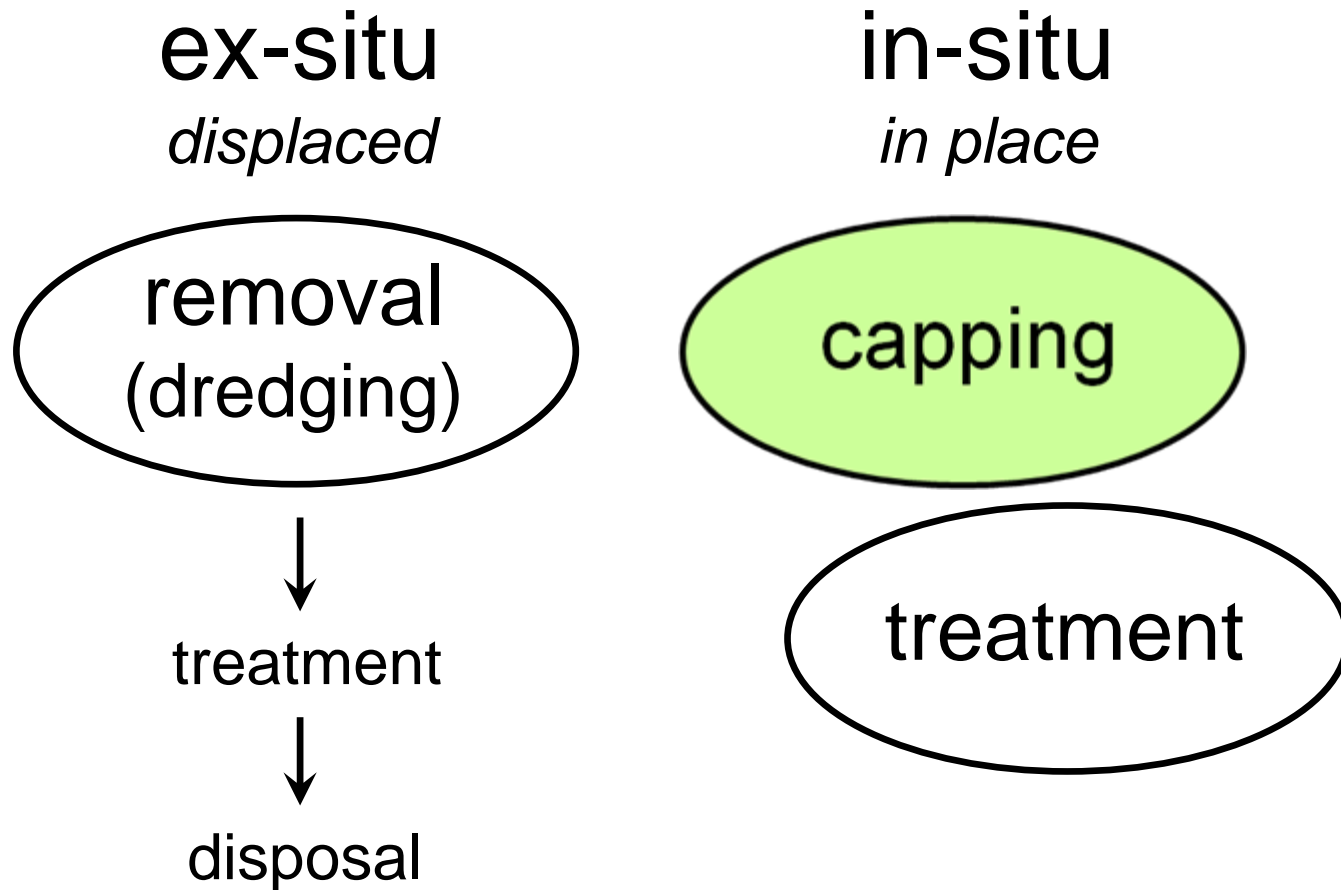 ex-situ
displaced
removal
(dredging)
treatment
disposal
in-situ
in place
capping
treatment